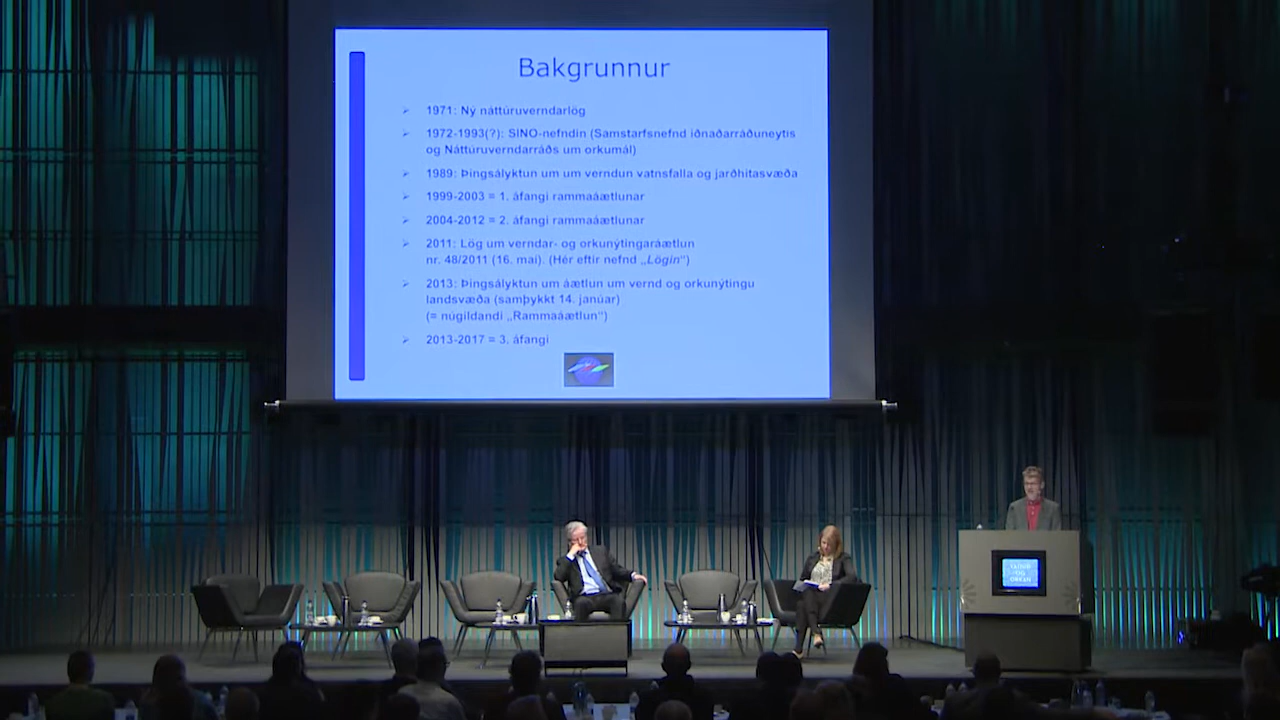 Bakgrunnur
1971: Ný náttúruverndarlög
1972-1993(?): SINO-nefndin (Samstarfsnefnd iðnaðarráðuneytis
og Náttúruverndarráðs um orkumál)
1989: Þingsályktun um um verndun vatnsfalla og jarðhitasvæða
1999-2003 = 1. áfangi rammaáætlunar
2004-2012 = 2. áfangi rammaáætlunar
2011: Lög um verndar- og orkunýtingaráætlun
nr. 48/2011 (16. maí). (Hér eftir nefnd „Lögin“)
2013: Þingsályktun um áætlun um vernd og orkunýtingu
landsvæða (samþykkt 14. janúar)
(= núgildandi „Rammaáætlun“)
2013-2017 = 3. áfangi
OG
ORKAN